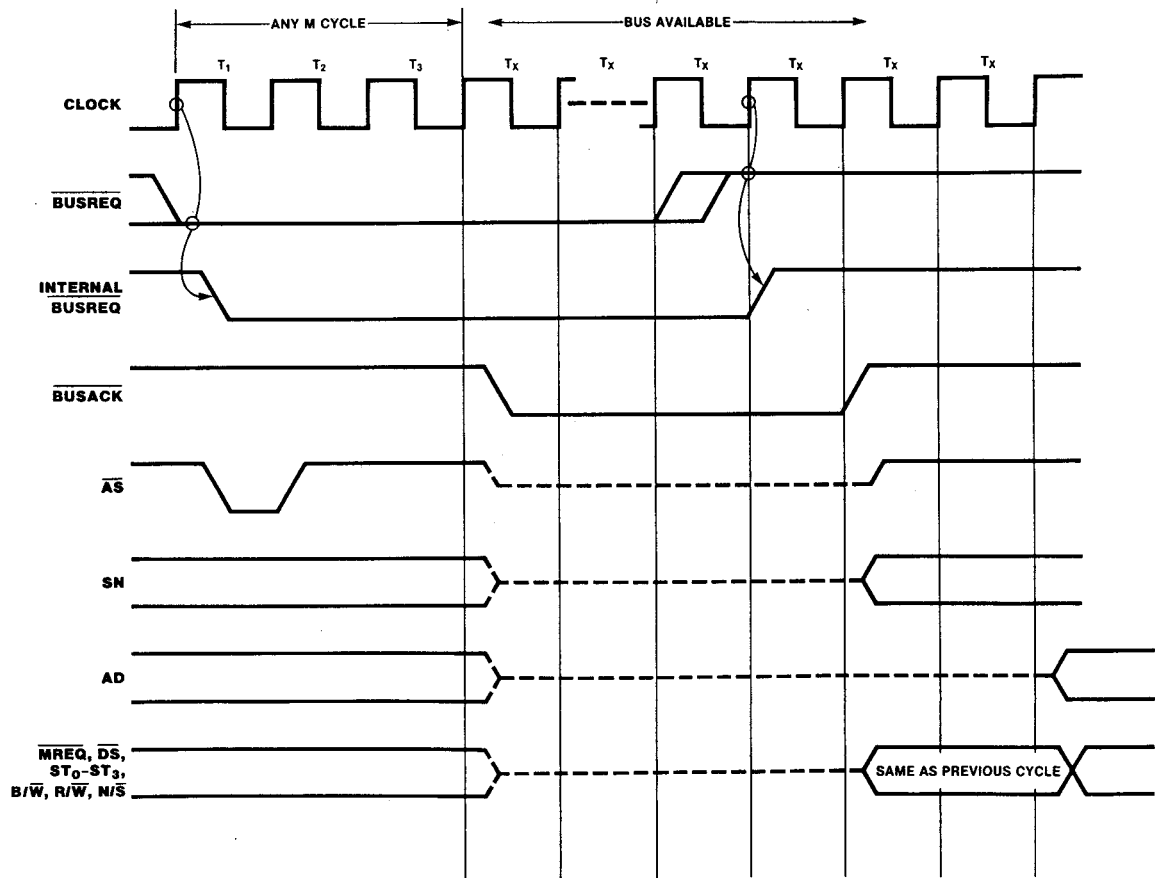 ANY M CYCLE
BUS AVAILABLE
T1 T2 T3 TX TX TX TX TX TX
CLOCK
BUSREQ
INTERNAL
BUSREQ
BUSACK
AS
SN
AD
MREQ, DS,
ST0–ST3,
B/W, R/W, N/S
SAME AS PREVIOUS CYCLE